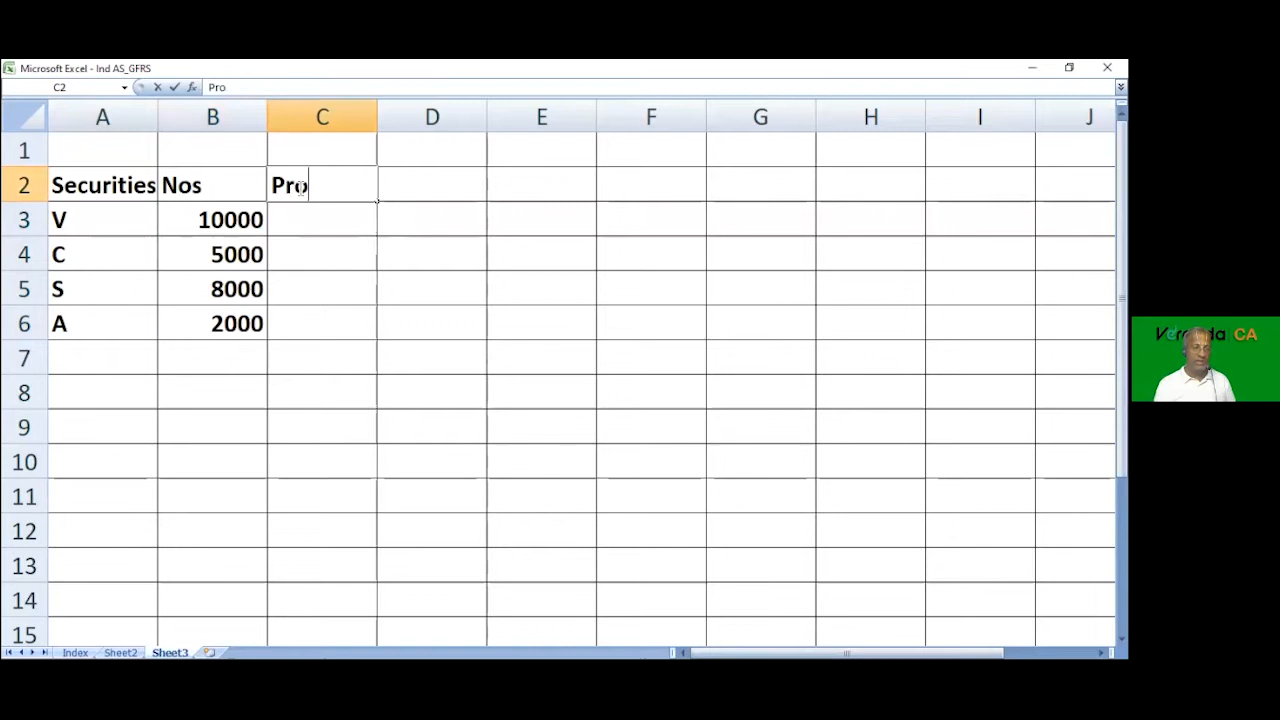 Microsoft Excel - Ind AS_GFRS
C2 fx Pro
A B C D E F G H I J
1
2 Securities Nos Pro
3 V 10000
4 C 5000
5 S 8000
6 A 2000
7
8
9
10
11
12
13
14
15
Index Sheet2 Sheet3
CA